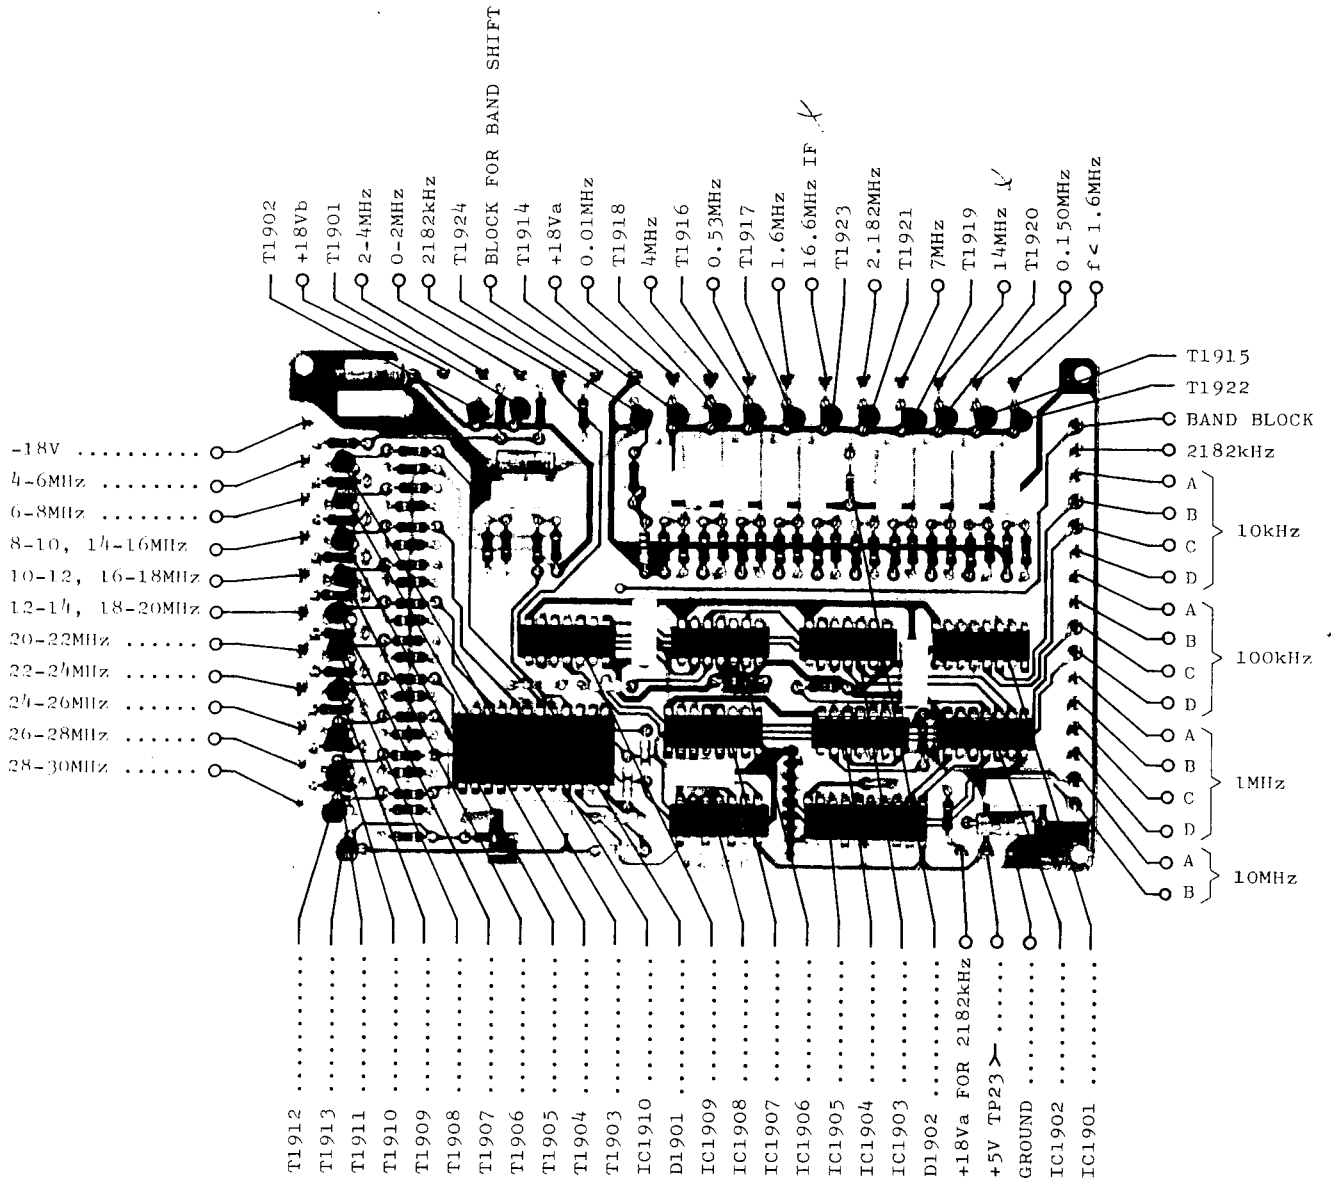 T1902
+18Vb
T1901
2-4MHz
0-2MHz
2182kHz
T1924
BLOCK FOR BAND SHIFT
T1914
+18Va
0.01MHz
T1918
4MHz
T1916
0.53MHz
T1917
1.6MHz
16.6MHz IF
T1923
2.182MHz
T1921
7MHz
T1919
14MHz
T1920
0.150MHz
f< 1.6MHz
T1915
T1922
BAND BLOCK
2182kHz
A
B
C
D
10kHz
A
B
C
D
100kHz
A
B
C
D
1MHz
A
B
10MHz
-18V ..........
4-6MHz .......
6-8MHz .......
8-10, 14-16MHz
10-12, 16-18MHz
12-14, 18-20MHz
20-22MHz ......
22-24MHz ......
24-26MHz ......
26-28MHz ......
28-30MHz ......
T1912
T1913
T1911
T1910
T1909
T1908
T1907
T1906
T1905
T1904
T1903
IC1910
D1901
IC1909
IC1908
IC1907
IC1906
IC1905
IC1904
IC1903
D1902
+18Va FOR 2182kHz
+5V TP23 >
GROUND
IC1902
IC1901